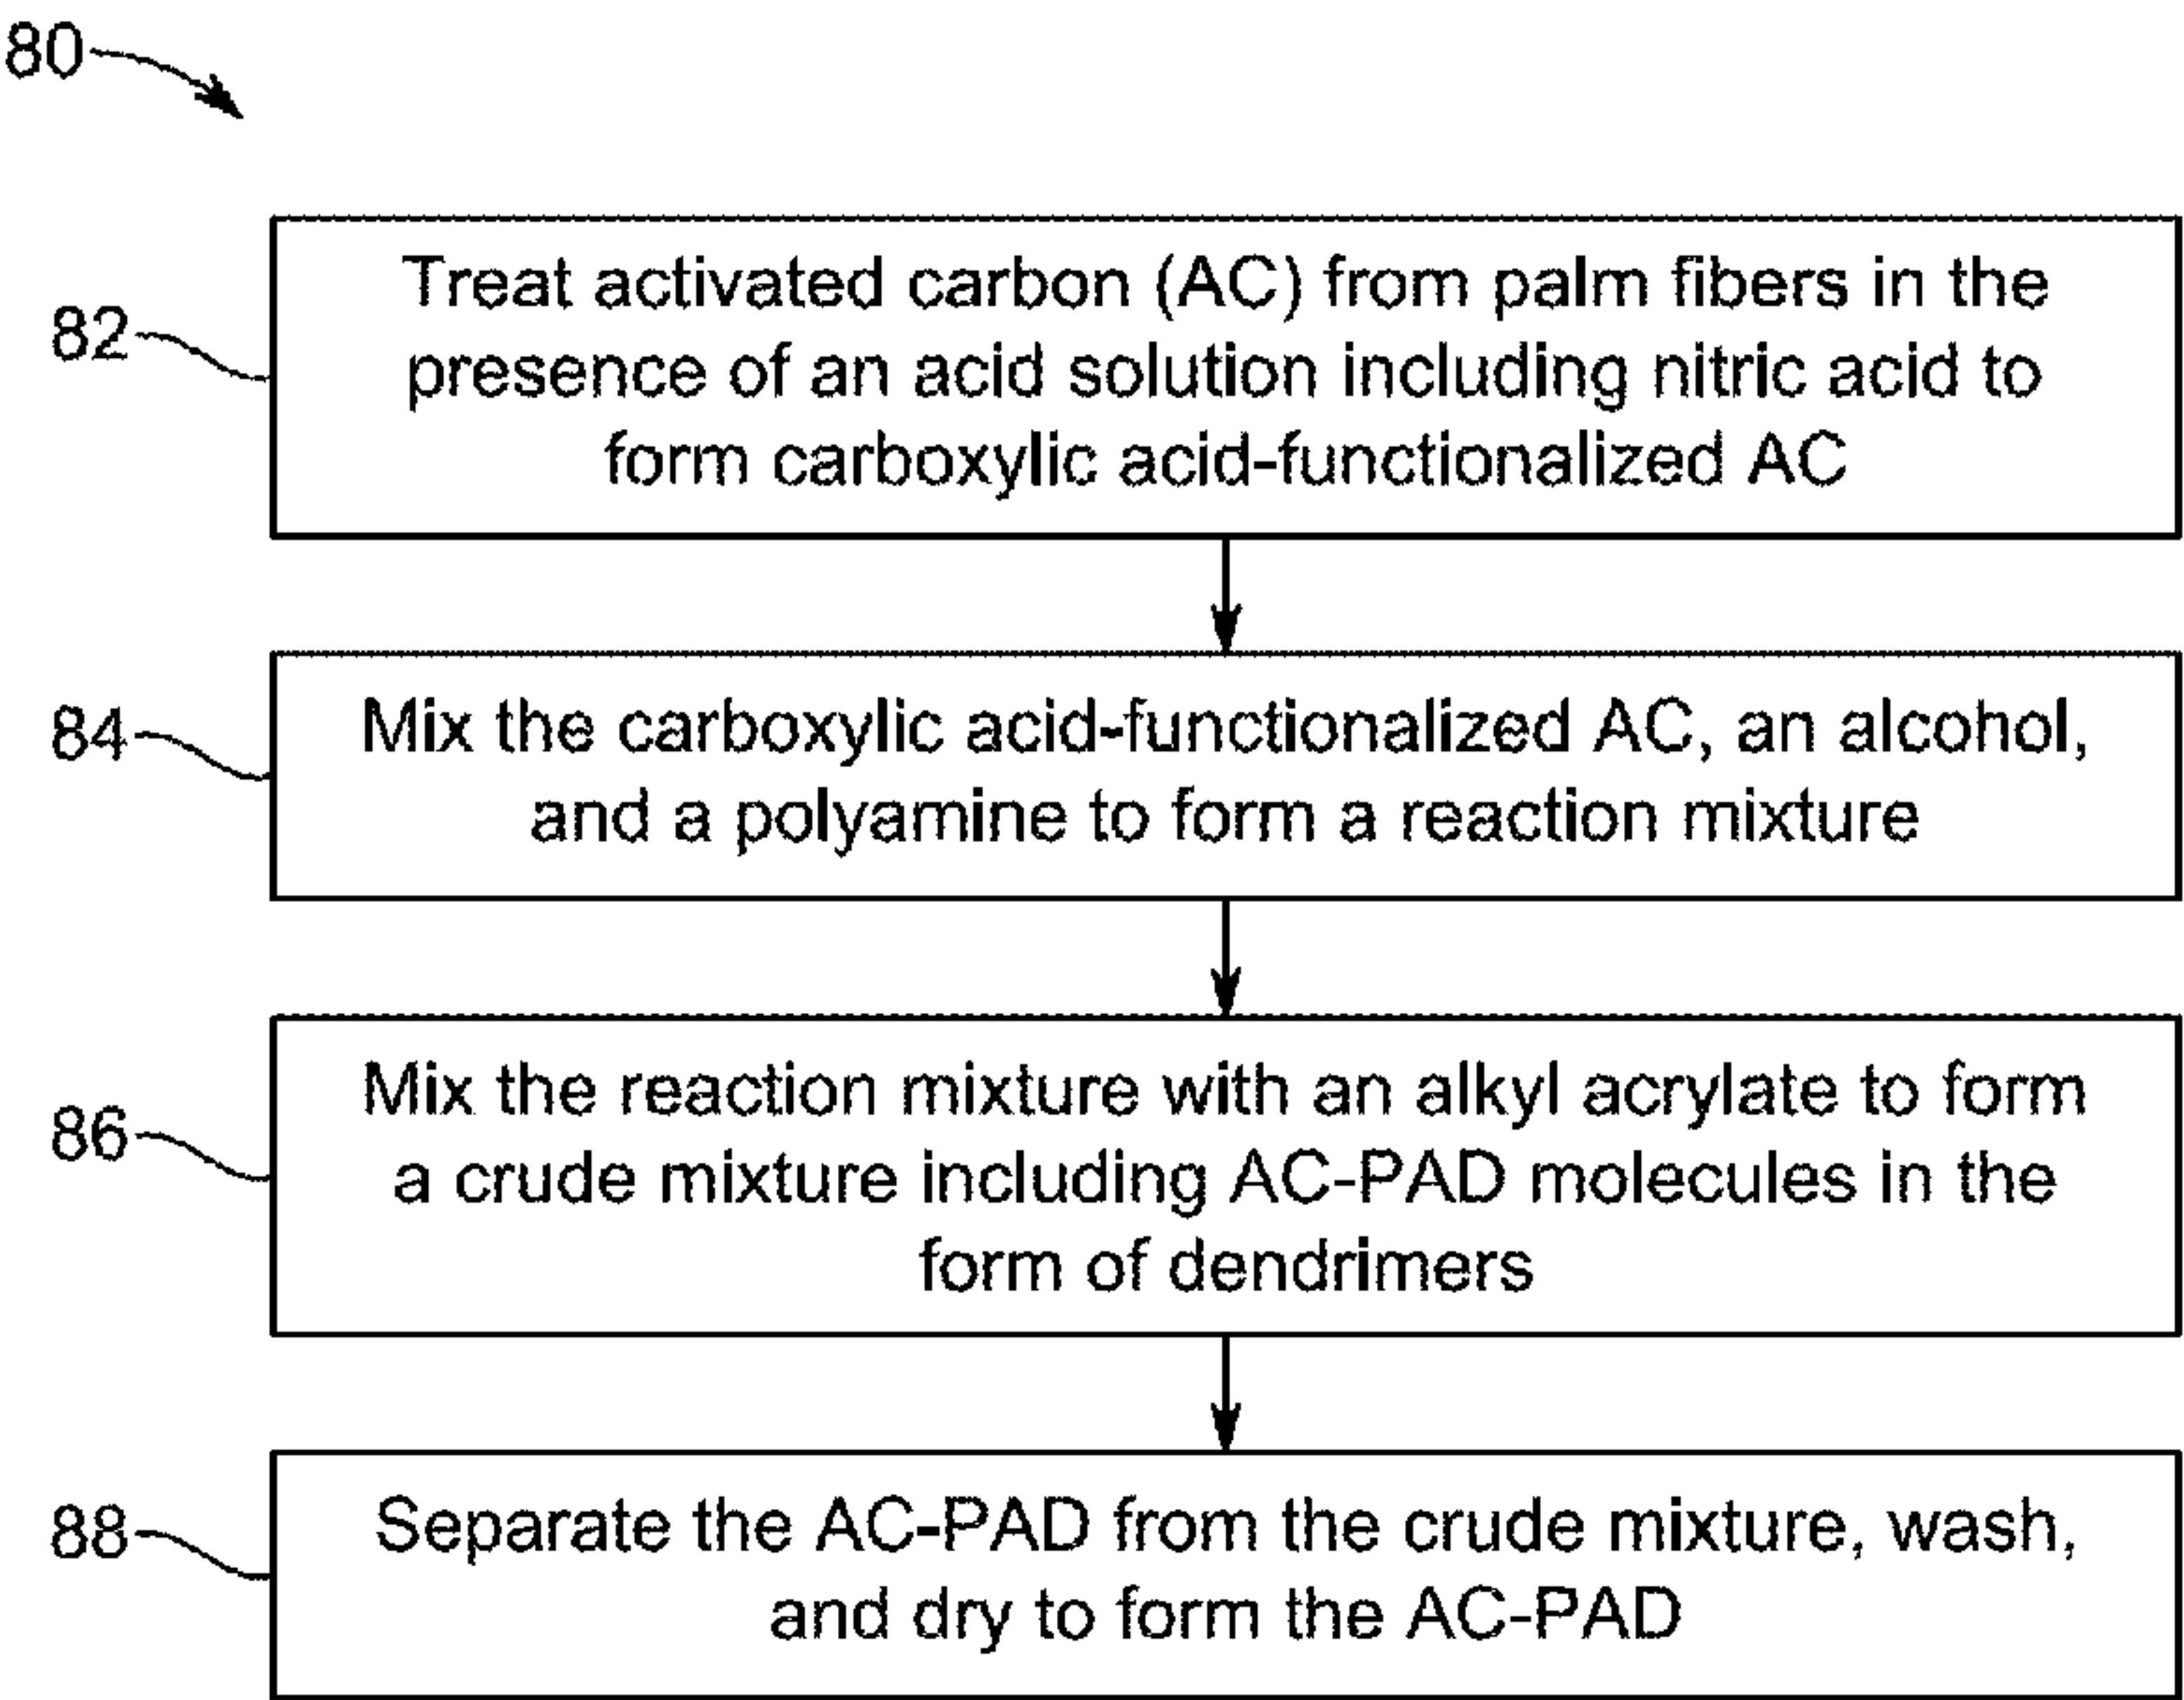 80
82
Treat activated carbon (AC) from palm fibers in the
presence of an acid solution including nitric acid to
form carboxylic acid-functionalized AC
84
Mix the carboxylic acid-functionalized AC, an alcohol,
and a polyamine to form a reaction mixture
86
Mix the reaction mixture with an alkyl acrylate to form
a crude mixture including AC-PAD molecules in the
form of dendrimers
88
Separate the AC-PAD from the crude mixture, wash,
and dry to form the AC-PAD